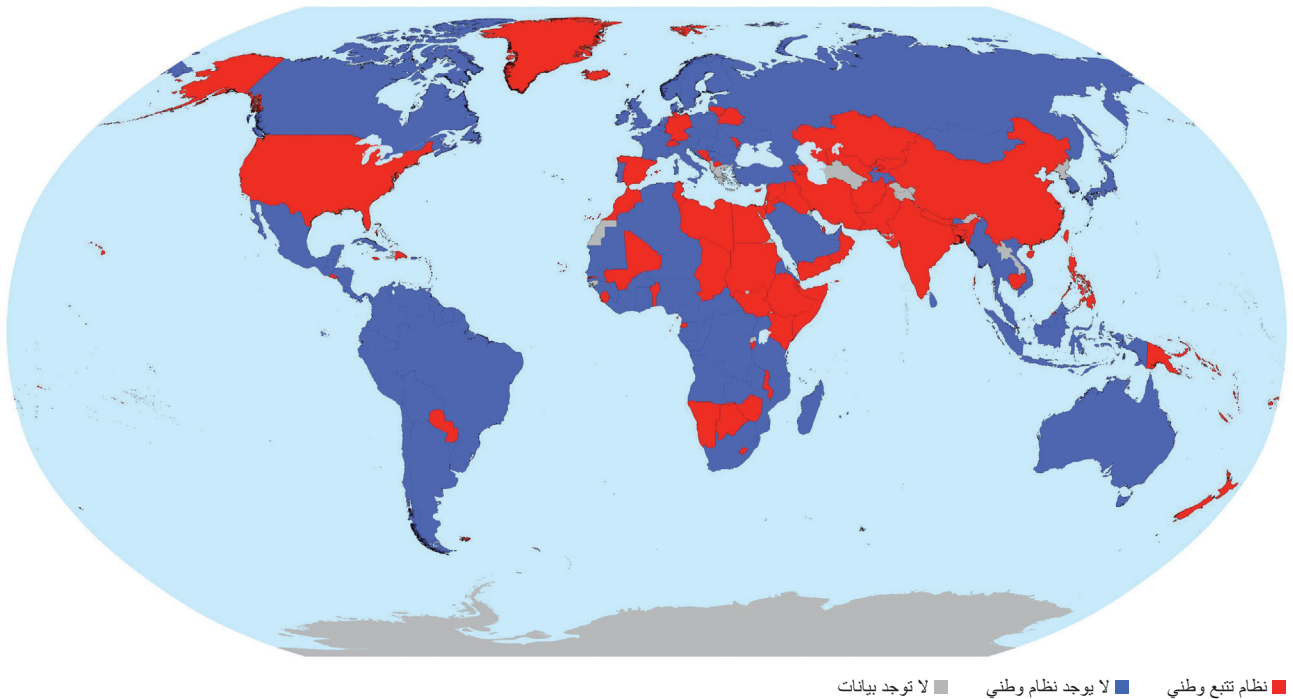 نظام تتبع وطني
لا يوجد نظام وطني
لا توجد بيانات